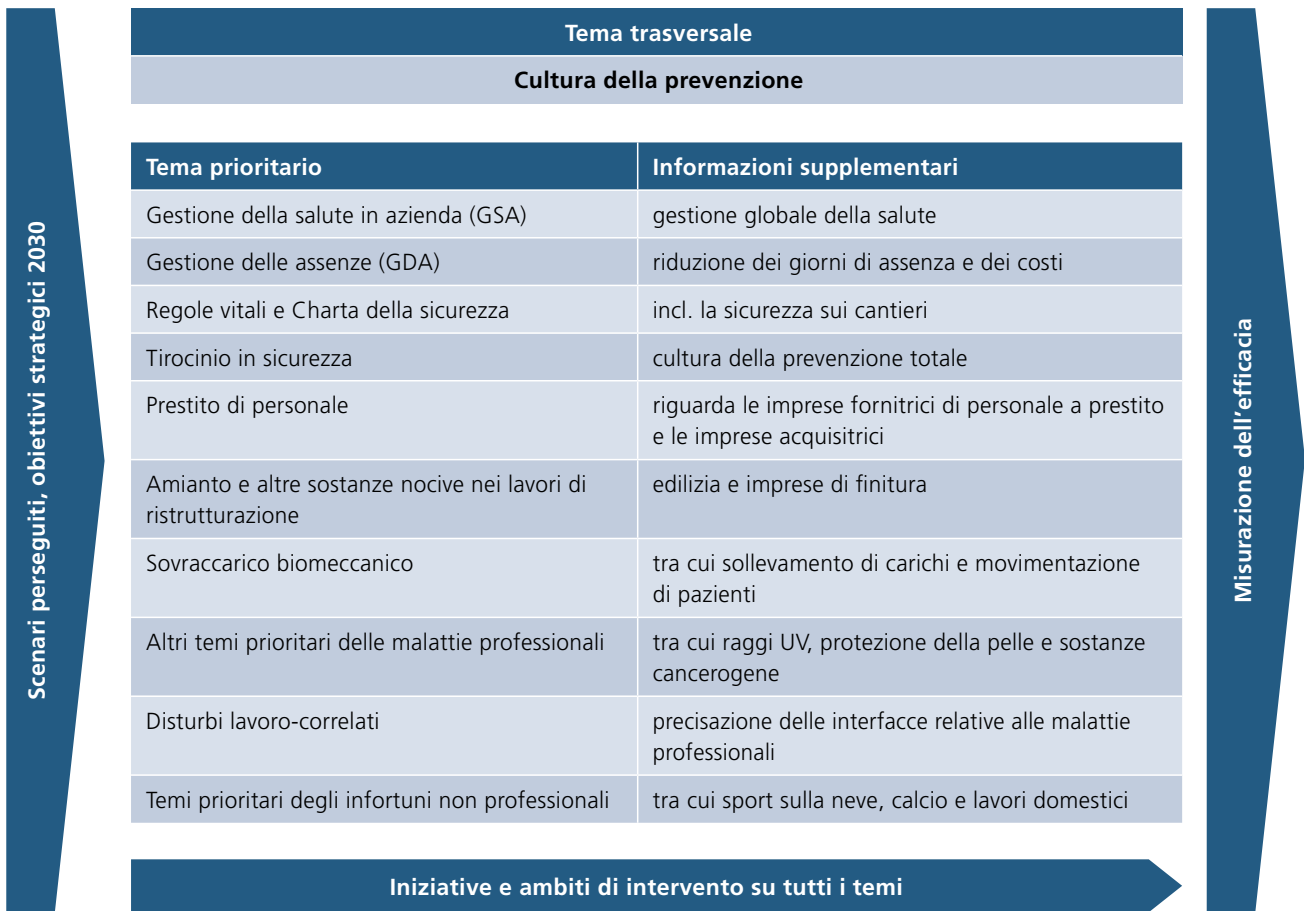 Scenari perseguiti, obiettivi strategici 2030
Tema trasversale
Cultura della prevenzione
Tema prioritario
Informazioni supplementari
Gestione della salute in azienda (GSA)
gestione globale della salute
Gestione delle assenze (GDA)
riduzione dei giorni di assenza e dei costi
Regole vitali e Charta della sicurezza
incl. la sicurezza sui cantieri
Tirocinio in sicurezza
cultura della prevenzione totale
Prestito di personale
riguarda le imprese fornitrici di personale a prestito
e le imprese acquisitrici
Amianto e altre sostanze nocive nei lavori di
ristrutturazione
edilizia e imprese di finitura
Sovraccarico biomeccanico
tra cui sollevamento di carichi e movimentazione
di pazienti
Altri temi prioritari delle malattie professionali
tra cui raggi UV, protezione della pelle e sostanze
cancerogene
Disturbi lavoro-correlati
precisazione delle interfacce relative alle malattie
professionali
Temi prioritari degli infortuni non professionali
tra cui sport sulla neve, calcio e lavori domestici
Iniziative e ambiti di intervento su tutti i temi
Misurazione dell'efficacia